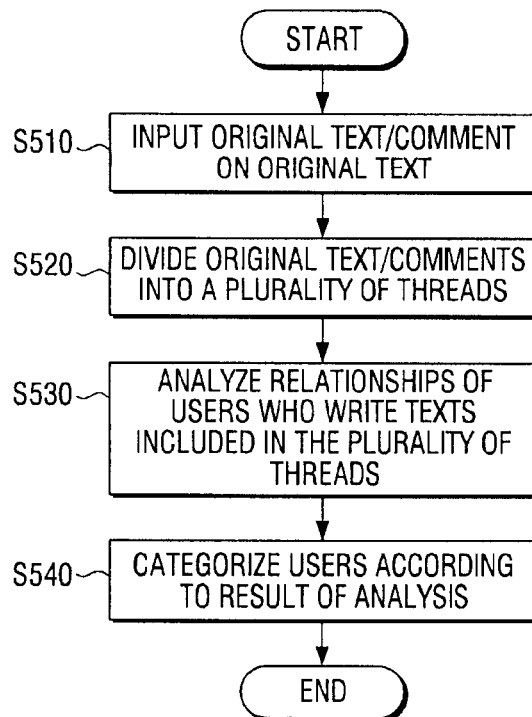 START
S510
INPUT ORIGINAL TEXT/COMMENT
ON ORIGINAL TEXT
S520
DIVIDE ORIGINAL TEXT/COMMENTS
INTO A PLURALITY OF THREADS
S530
ANALYZE RELATIONSHIPS OF
USERS WHO WRITE TEXTS
INCLUDED IN THE PLURALITY OF
THREADS
S540
CATEGORIZE USERS ACCORDING
TO RESULT OF ANALYSIS
END